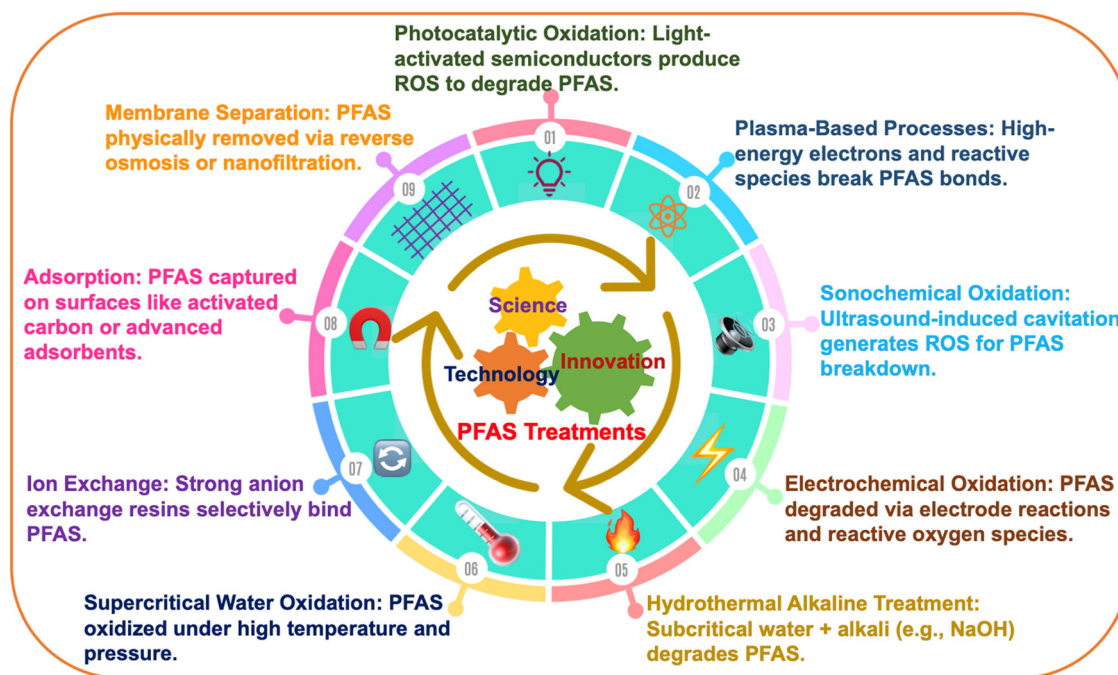 Photocatalytic Oxidation: Light-
activated semiconductors produce
ROS to degrade PFAS.
01
Plasma-Based Processes: High-
energy electrons and reactive
species break PFAS bonds.
02
Sonochemical Oxidation:
Ultrasound-induced cavitation
generates ROS for PFAS
breakdown.
03
Electrochemical Oxidation: PFAS
degraded via electrode reactions
and reactive oxygen species.
04
Hydrothermal Alkaline Treatment:
Subcritical water + alkali (e.g., NaOH)
degrades PFAS.
05
Supercritical Water Oxidation: PFAS
oxidized under high temperature and
pressure.
06
Ion Exchange: Strong anion
exchange resins selectively bind
PFAS.
07
Adsorption: PFAS captured
on surfaces like activated
carbon or advanced
adsorbents.
08
Membrane Separation: PFAS
physically removed via reverse
osmosis or nanofiltration.
09
Science
Technology
Innovation
PFAS Treatments